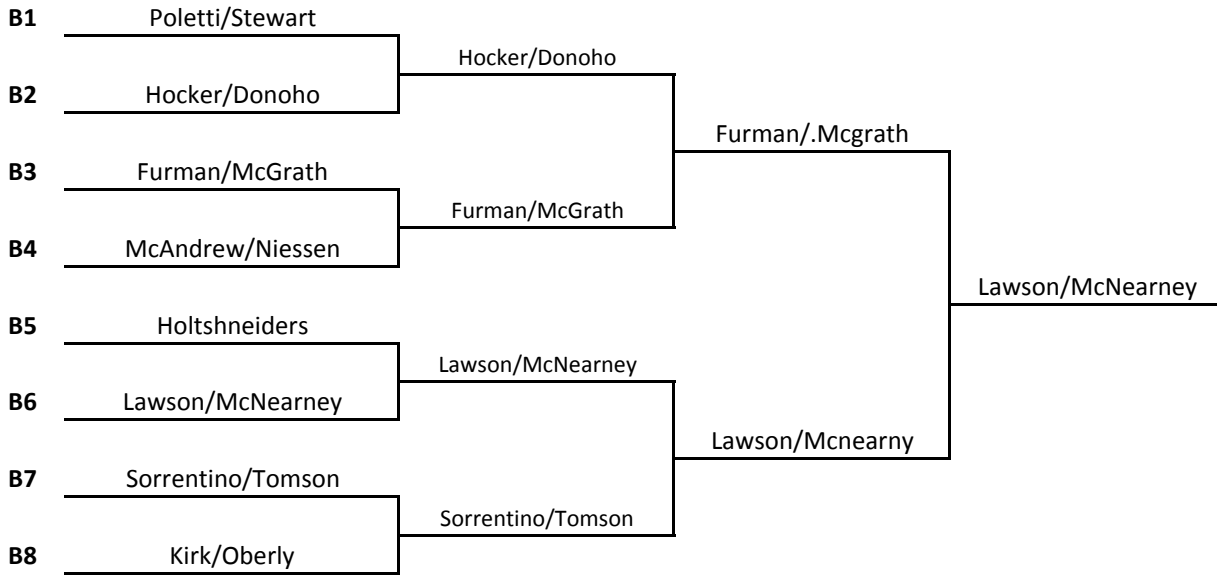 B1 Poletti/Stewart
Hocker/Donoho
B2 Hocker/Donoho
Furman/.Mcgrath
B3 Furman/McGrath
Furman/McGrath
B4 McAndrew/Niessen
Lawson/McNearney
B5 Holtshneiders
Lawson/McNearney
B6 Lawson/McNearney
Lawson/Mcnearny
B7 Sorrentino/Tomson
Sorrentino/Tomson
B8 Kirk/Oberly